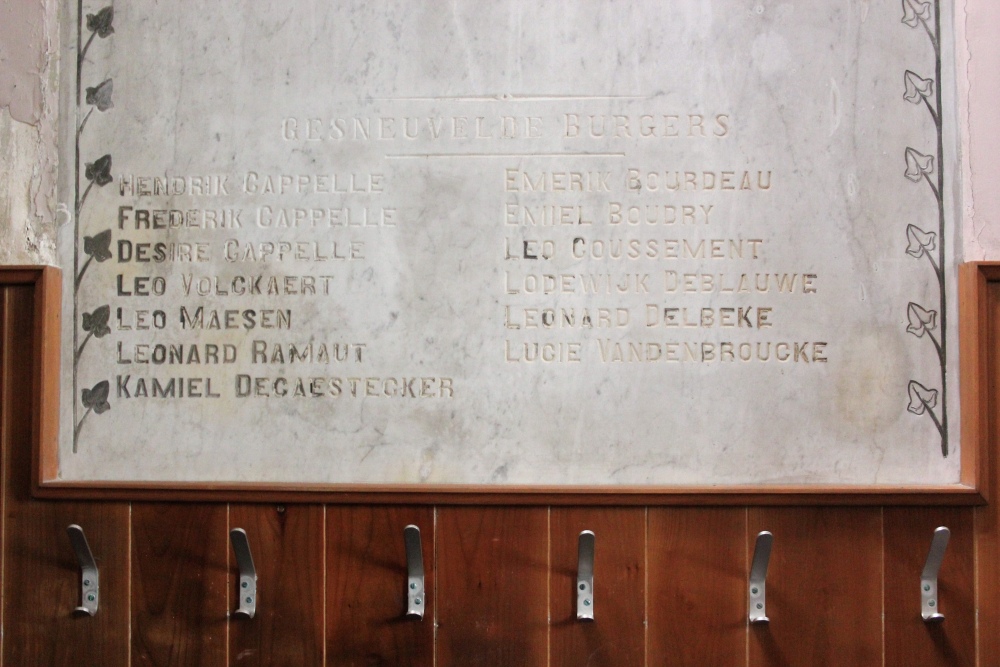 GESNEUVELDE BURGERS
HENDRIK CAPPELLE
FREDERIK CAPPELLE
DESIRE CAPPELLE
LEO VOLCKAERT
LEO MAESEN
LEONARD RAMAUT
KAMIEL DECAESTECKER
EMERIK BOURDEAU
EMIEL BOUDRY
LEO COUSSEMENT
LODEWIJK DEBLAUWE
LEONARD DELBEKE
LUCIE VANDENBROUCKE